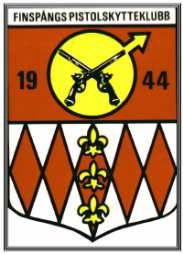 FINSPÅNGS PISTOLSKYTTEKLUBB
19 44